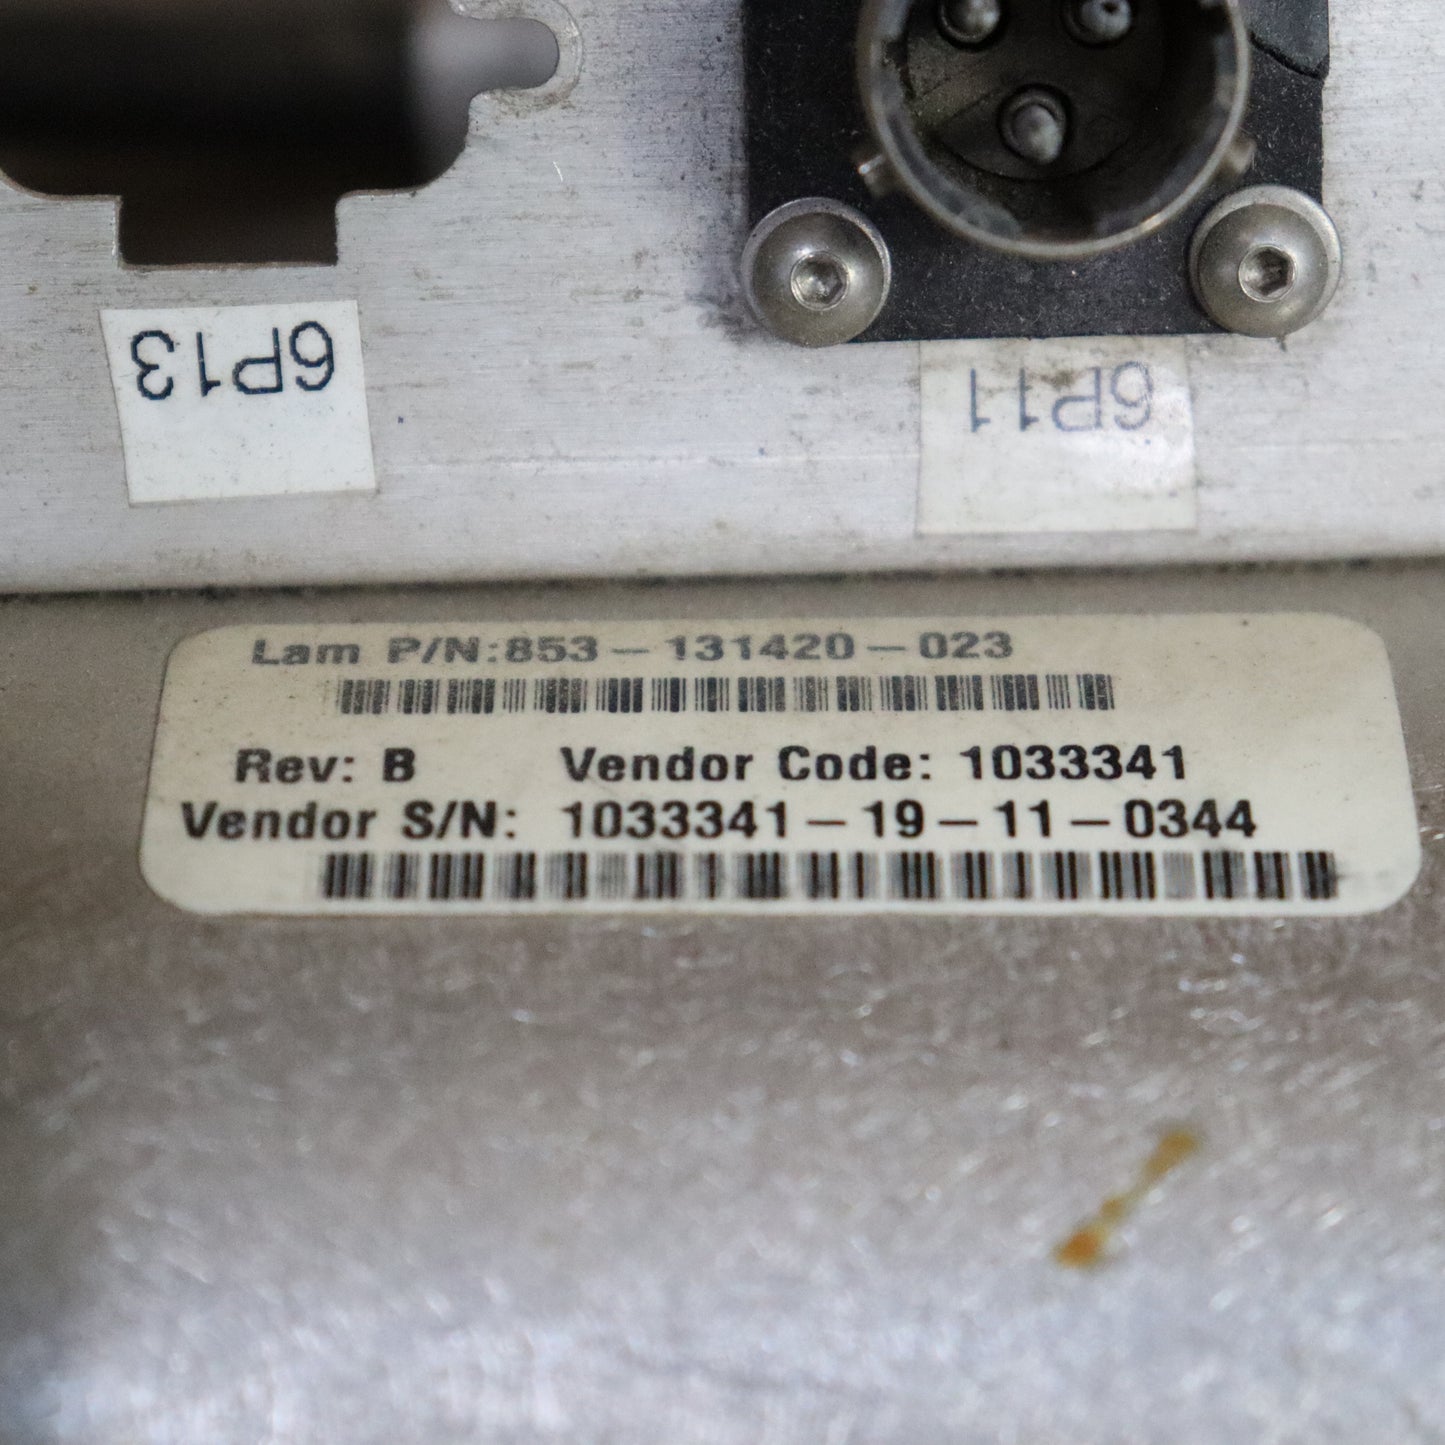 6P13
6P11
Lam P/N:853-131420-023
Rev: B Vendor Code: 1033341
Vendor S/N: 1033341-19-11-0344